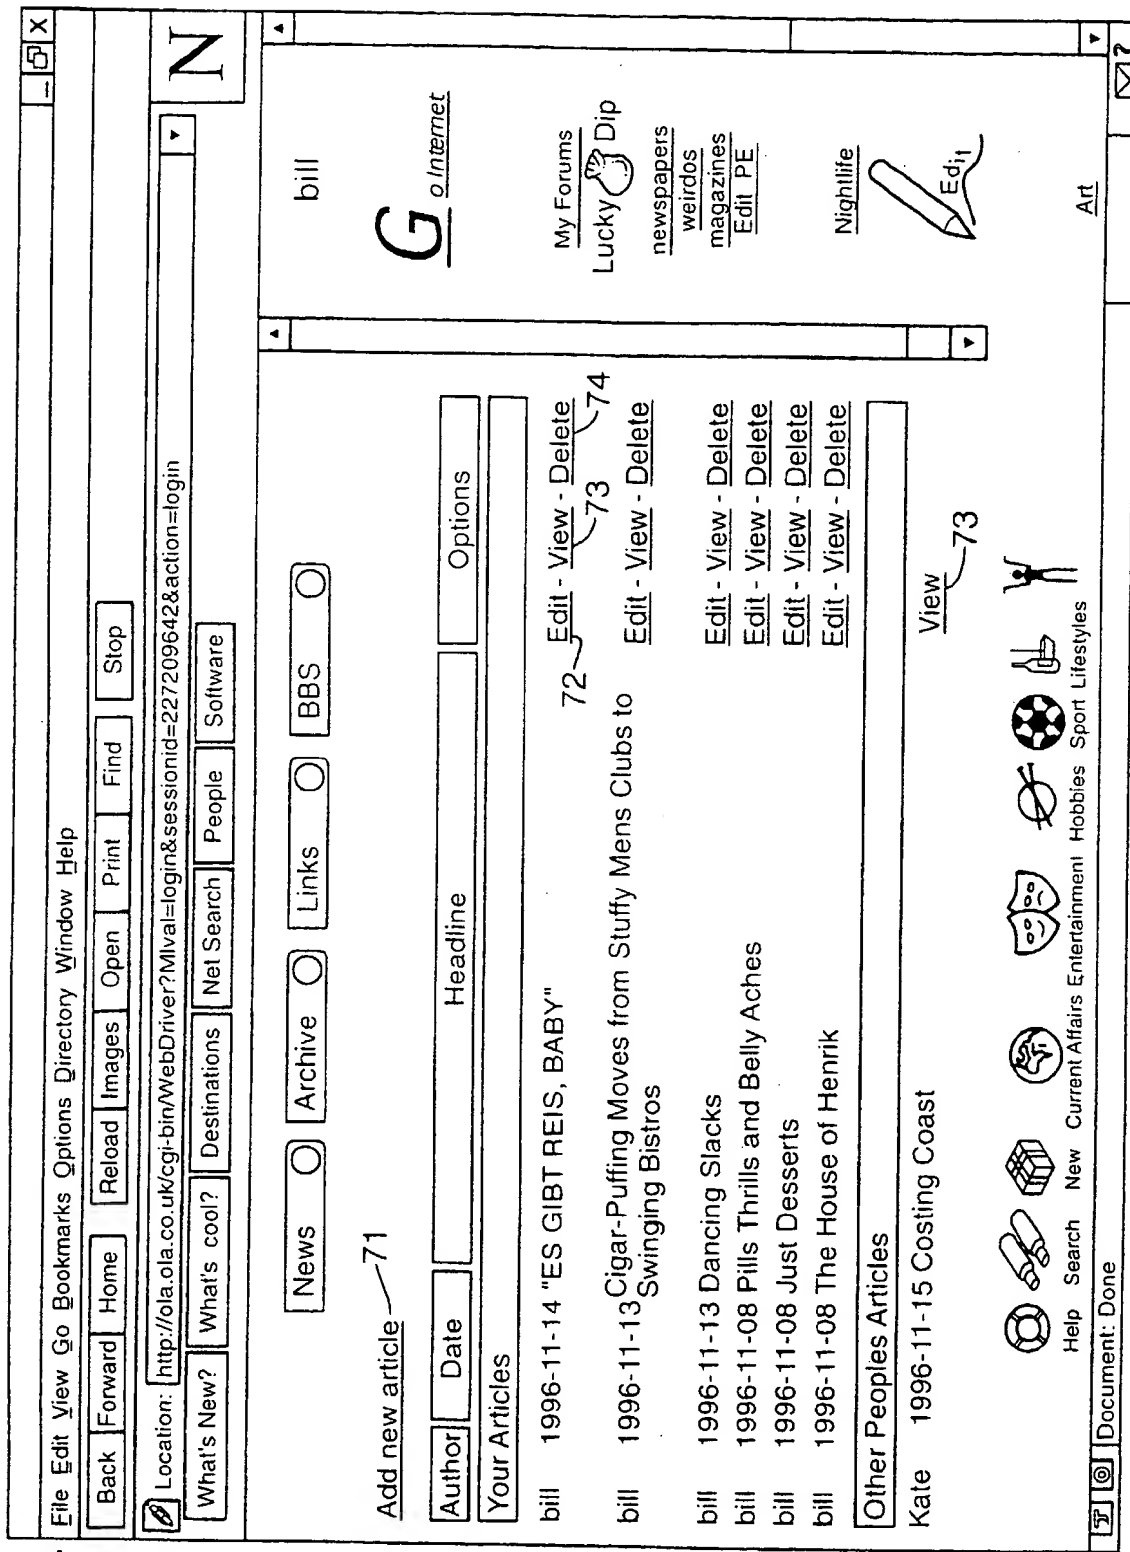 File Edit View Go Bookmarks Options Directory Window Help
Back Forward Home Reload Images Open Print Find Stop
Location: http://ola.ola.co.uk/cgi-bin/WebDriver?MIval=login&sessionid=2272209642&action=login
N
What's New? What's cool? Destinations Net Search People Software
News Archive Links BBS
bill
Add new article 71
G o Internet
Author Date Headline Options
Your Articles
bill 1996-11-14 "ES GIBT REIS, BABY" Edit - View - Delete
72 73 74
bill 1996-11-13 Cigar-Puffing Moves from Stuffy Mens Clubs to Edit - View - Delete
Swinging Bistros
bill 1996-11-13 Dancing Slacks Edit - View - Delete
bill 1996-11-08 Pills Thrills and Belly Aches Edit - View - Delete
bill 1996-11-08 Just Desserts Edit - View - Delete
bill 1996-11-08 The House of Henrik Edit - View - Delete
Other Peoples Articles
Kate 1996-11-15 Costing Coast View 73
My Forums
Lucky Dip
newspapers
weirdos
magazines
Edit PE
Nightlife
Edit
Art
Help Search New Current Affairs Entertainment Hobbies Sport Lifestyles
Document: Done
?